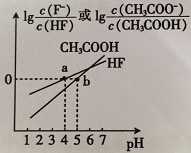 lg c(F⁻)/c(HF) 或 lg c(CH₃COO⁻)/c(CH₃COOH)
CH₃COOH
HF
a
0
b
1 2 3 4 5 6 7
pH